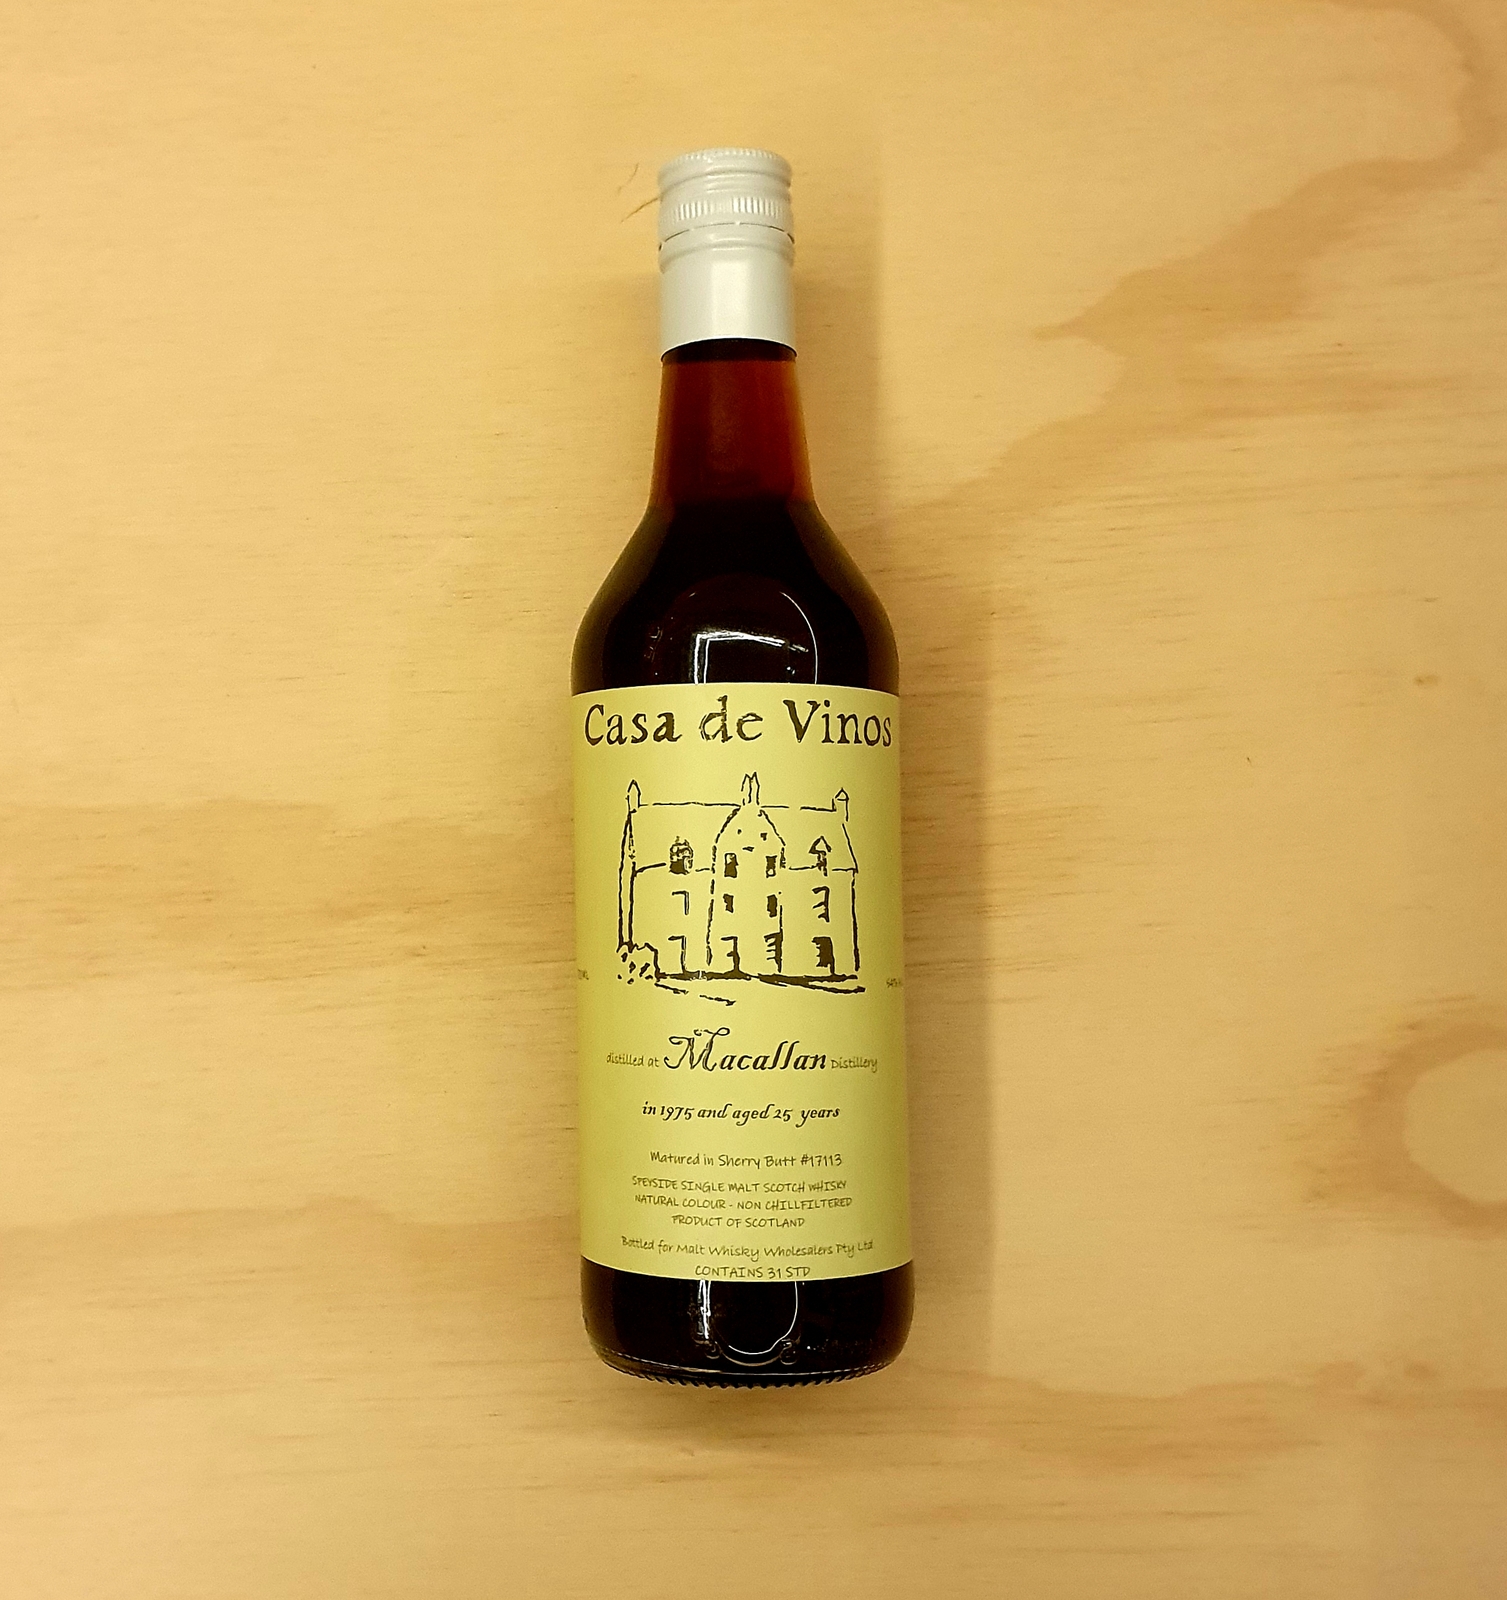 Casa de Vinos
distilled at Macallan Distillery
in 1975 and aged 25 years
Matured in Sherry Butt #17113
SPEYSIDE SINGLE MALT SCOTCH WHISKY
NATURAL COLOUR - NON CHILLFILTERED
PRODUCT OF SCOTLAND
Bottled for Malt Whisky Wholesalers Pty Ltd
CONTAINS 31 STD